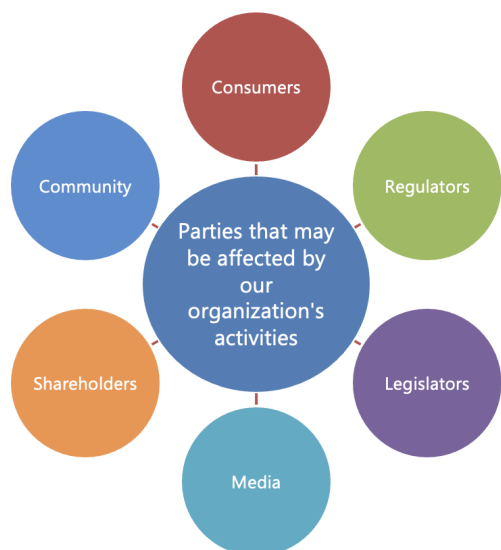 Consumers
Community
Regulators
Parties that may
be affected by
our
organization's
activities
Shareholders
Legislators
Media